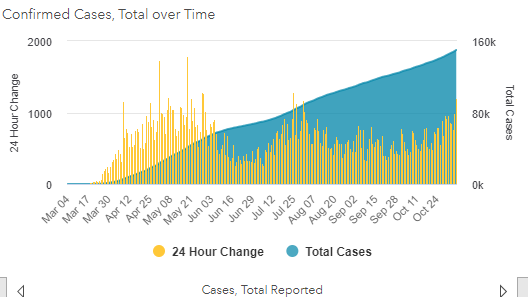 Confirmed Cases, Total over Time
2000
160k
24 Hour Change
1000
80k
Total Cases
0
0k
Mar 04
Mar 17
Mar 30
Apr 12
Apr 25
May 08
May 21
Jun 03
Jun 16
Jun 29
Jul 12
Jul 25
Aug 07
Aug 20
Sep 02
Sep 15
Sep 28
Oct 11
Oct 24
24 Hour Change
Total Cases
Cases, Total Reported